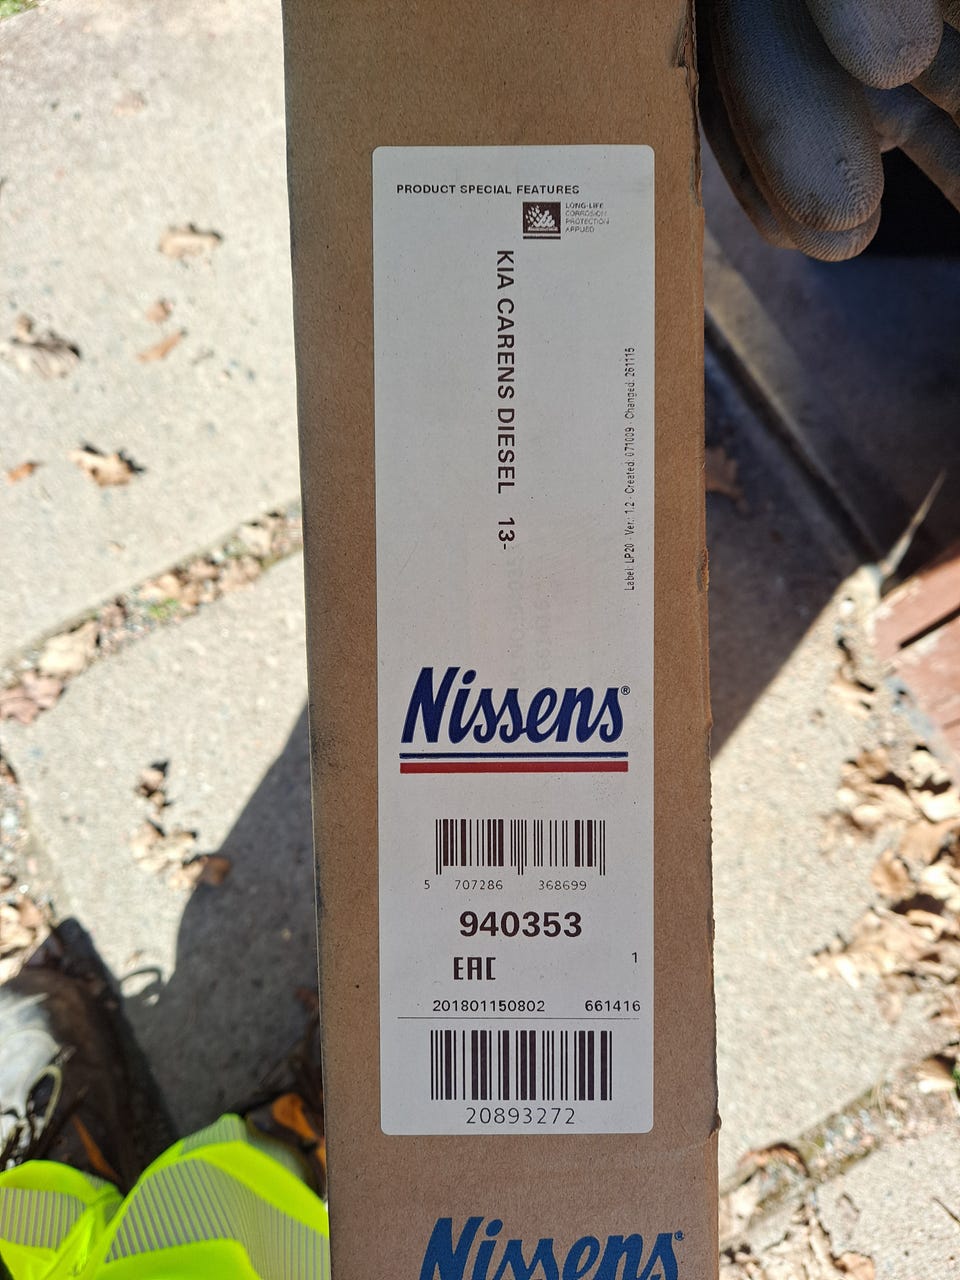 PRODUCT SPECIAL FEATURES
LONG-LIFE
CORROSION
PROTECTION
APPLIED
KIA CARENS DIESEL 13-
Label: LP20 · Ver.: 1.2 · Created: 071009 · Changed: 261115
Nissens®
5 707286 368699
940353
EAC
1
201801150802 661416
20893272
Nissens®